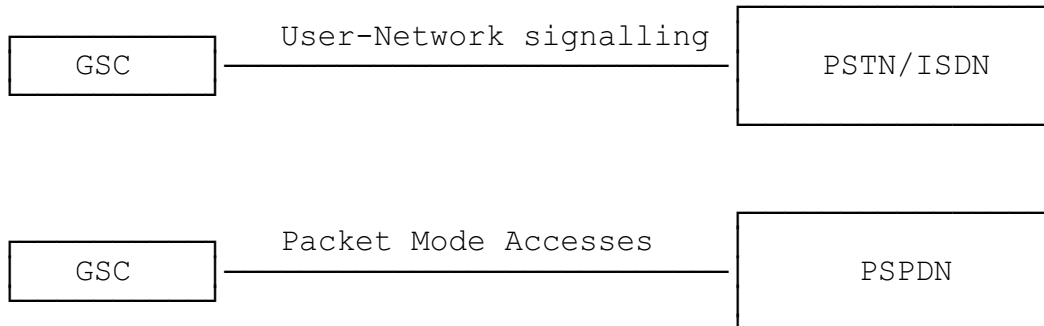 User-Network signalling
GSC
PSTN/ISDN
Packet Mode Accesses
GSC
PSPDN